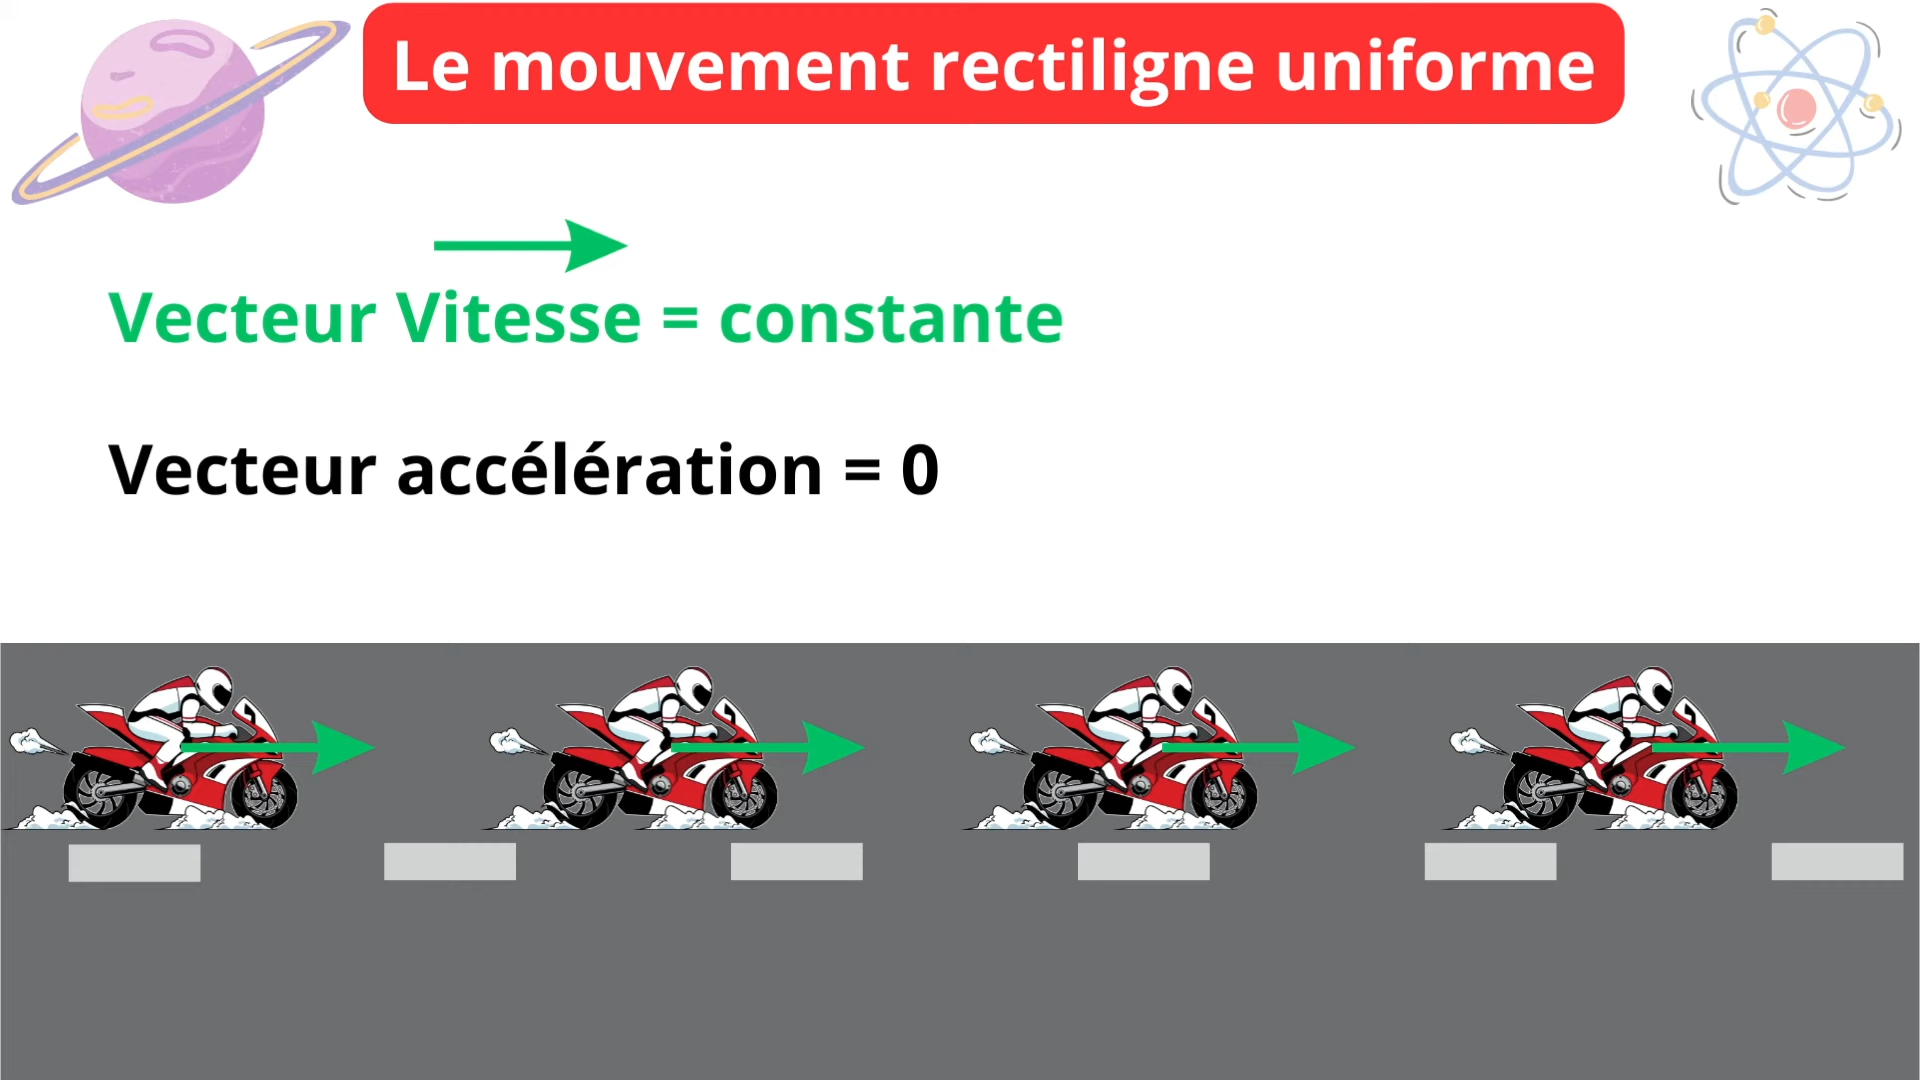 Le mouvement rectiligne uniforme
Vecteur Vitesse = constante
Vecteur accélération = 0